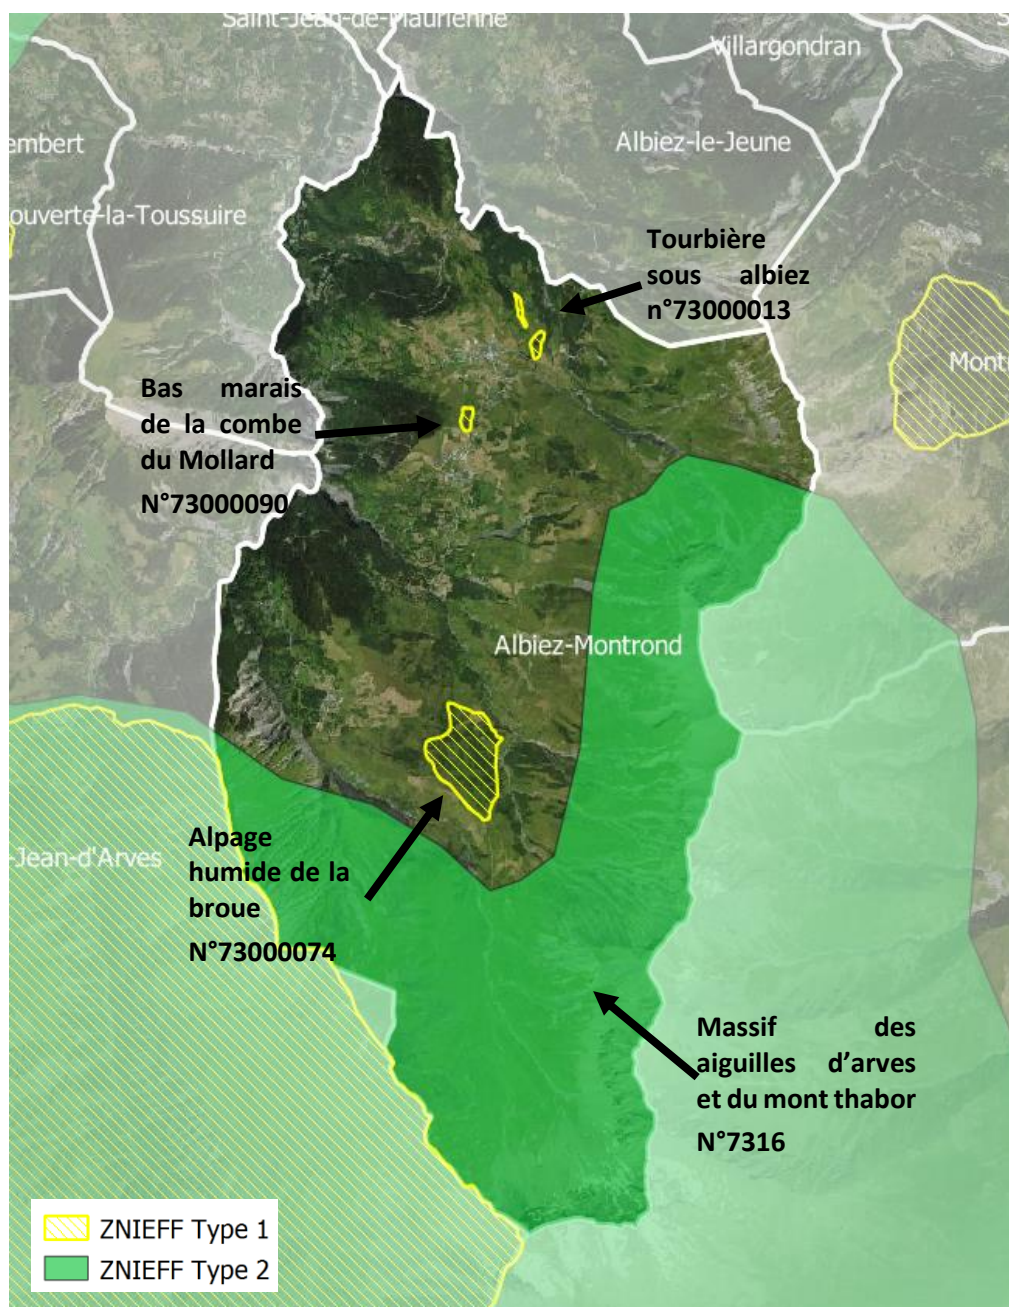 Saint-Jean-de-Maurienne
Villargondran
embert
Albiez-le-Jeune
ouverte-la-Toussuire
Tourbière
sous albiez
n°73000013
Mont
Bas marais
de la combe
du Mollard
N°73000090
Albiez-Montrond
Alpage
humide de la
broue
N°73000074
-Jean-d'Arves
Massif des
aiguilles d’arves
et du mont thabor
N°7316
ZNIEFF Type 1
ZNIEFF Type 2